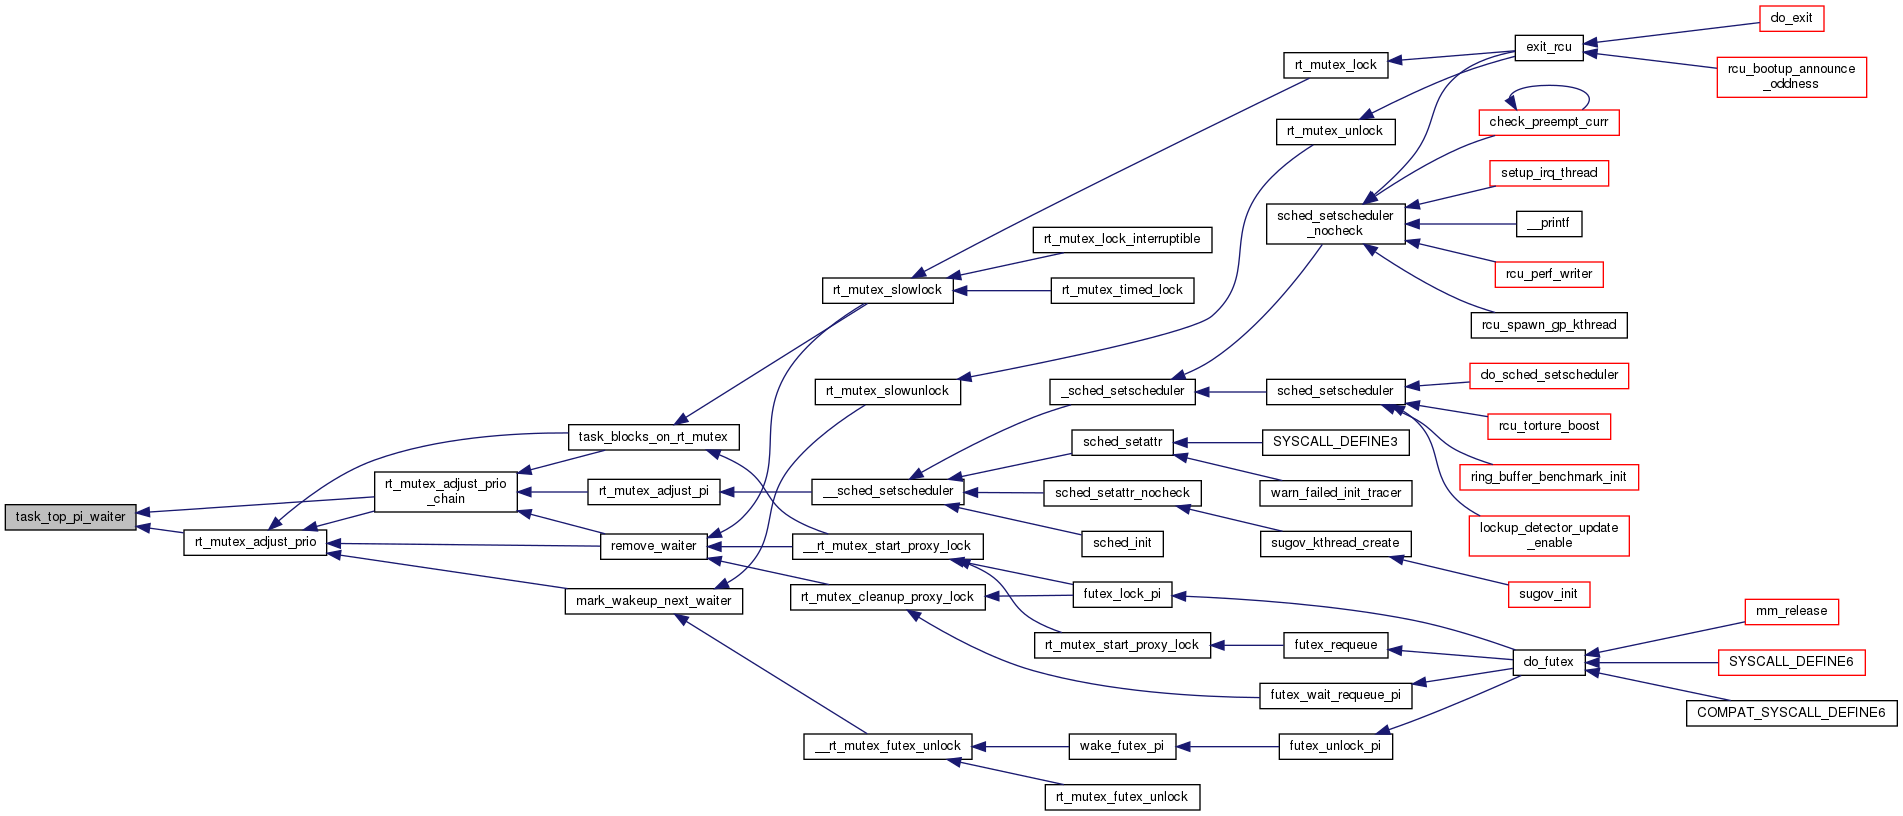 do_exit
exit_rcu
rt_mutex_lock
rcu_bootup_announce
_oddness
check_preempt_curr
rt_mutex_unlock
setup_irq_thread
sched_setscheduler
_nocheck
__printf
rt_mutex_lock_interruptible
rcu_perf_writer
rt_mutex_slowlock
rt_mutex_timed_lock
rcu_spawn_gp_kthread
do_sched_setscheduler
rt_mutex_slowunlock
_sched_setscheduler
sched_setscheduler
rcu_torture_boost
task_blocks_on_rt_mutex
sched_setattr
SYSCALL_DEFINE3
ring_buffer_benchmark_init
rt_mutex_adjust_prio
_chain
rt_mutex_adjust_pi
__sched_setscheduler
sched_setattr_nocheck
warn_failed_init_tracer
task_top_pi_waiter
lockup_detector_update
_enable
rt_mutex_adjust_prio
remove_waiter
__rt_mutex_start_proxy_lock
sched_init
sugov_kthread_create
mark_wakeup_next_waiter
rt_mutex_cleanup_proxy_lock
futex_lock_pi
sugov_init
mm_release
rt_mutex_start_proxy_lock
futex_requeue
do_futex
SYSCALL_DEFINE6
futex_wait_requeue_pi
COMPAT_SYSCALL_DEFINE6
__rt_mutex_futex_unlock
wake_futex_pi
futex_unlock_pi
rt_mutex_futex_unlock